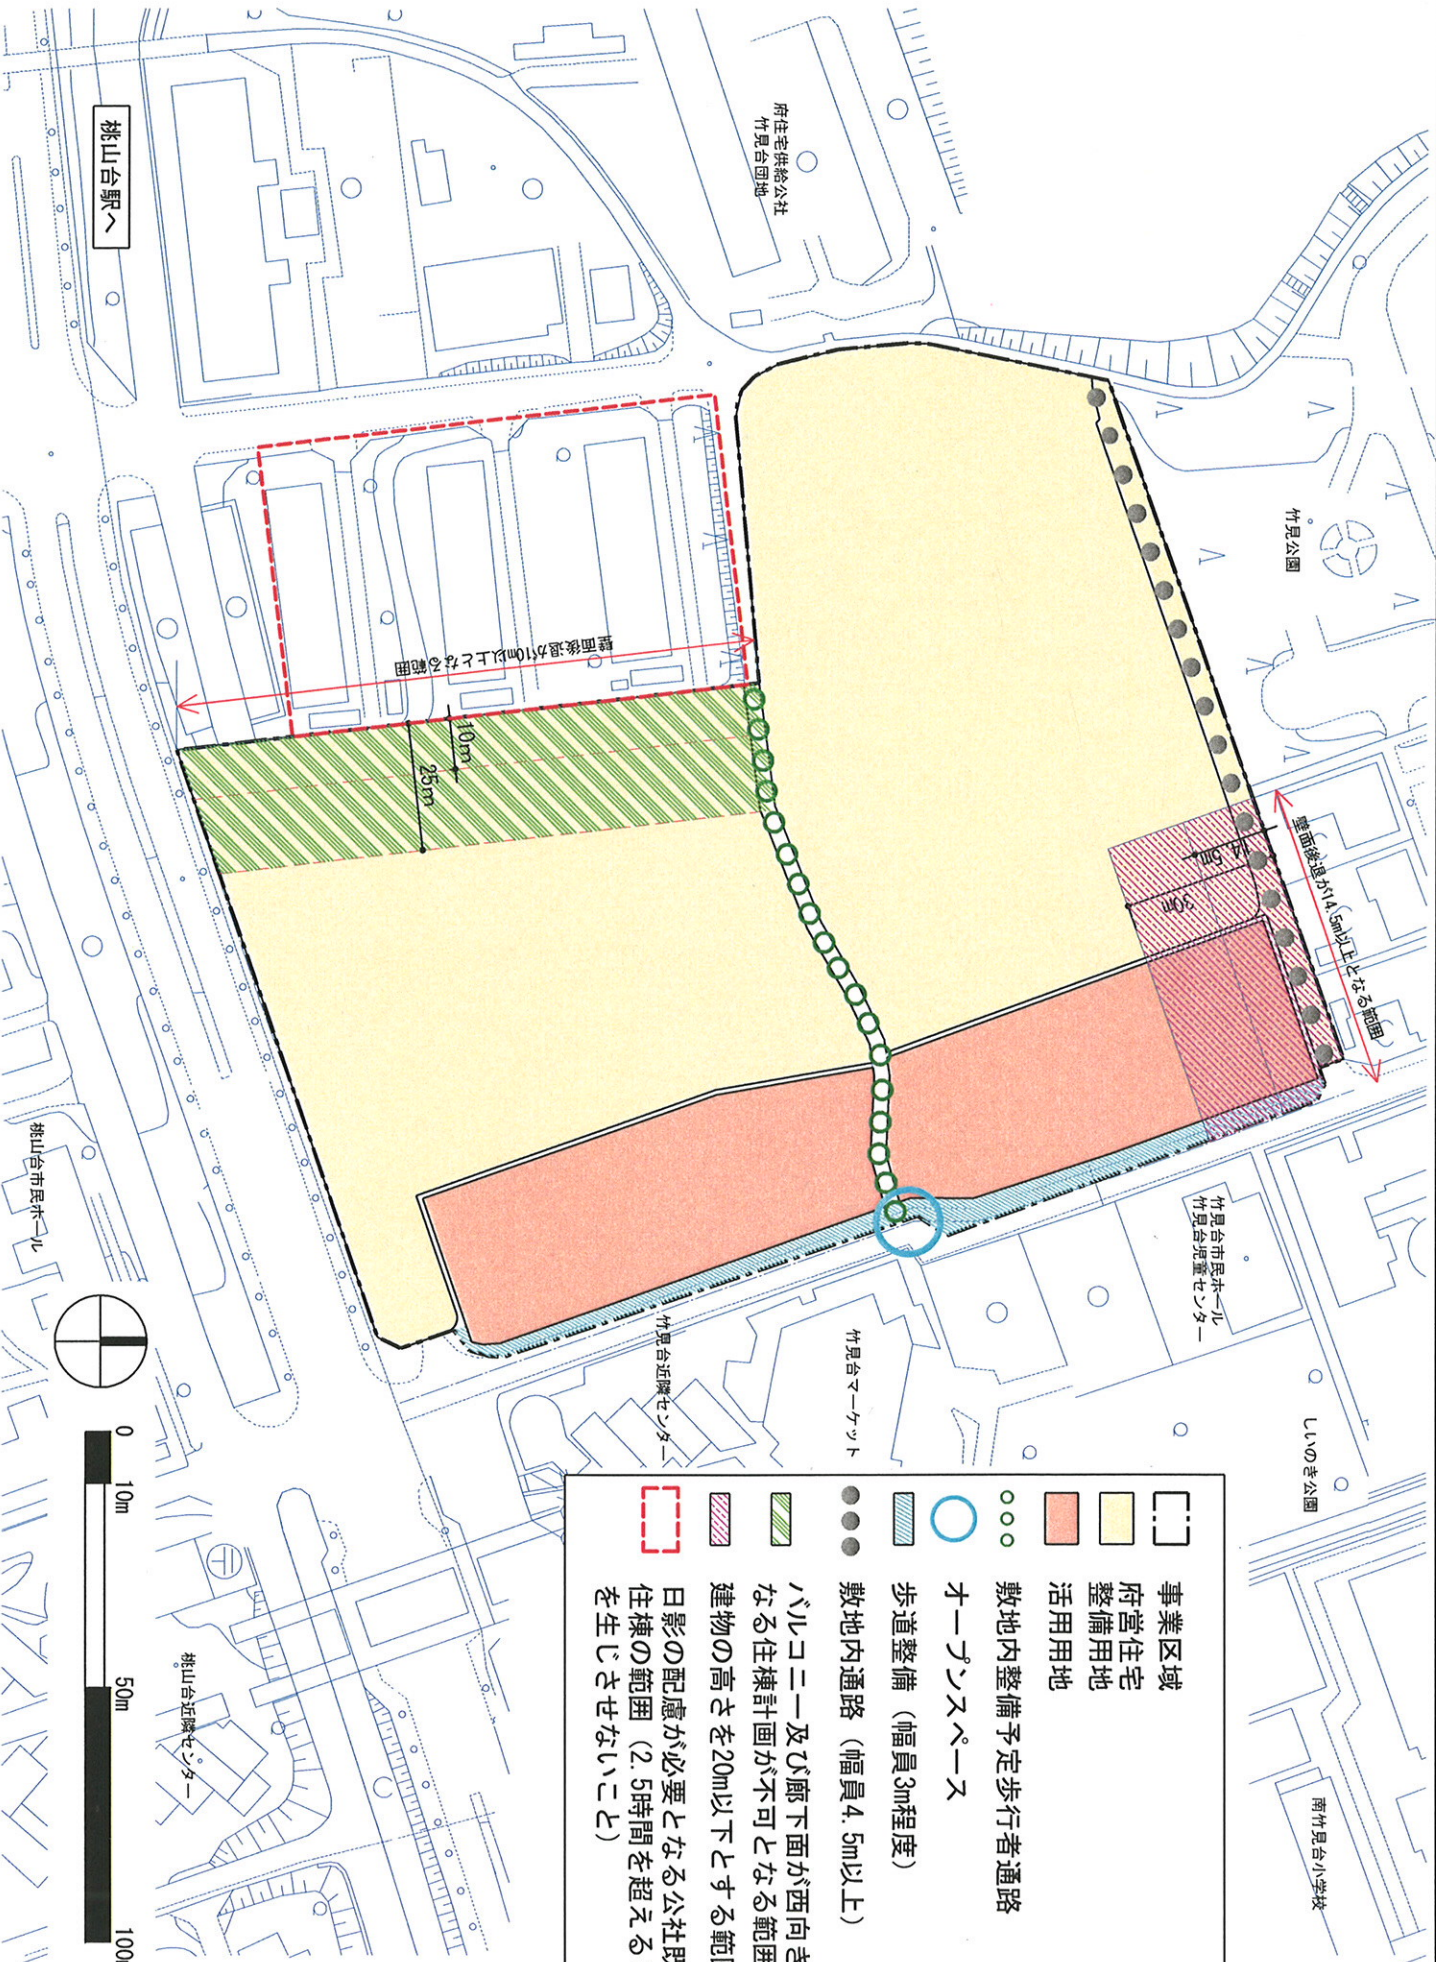 府住宅供給公社
竹見台団地
桃山台駅へ
竹見公園
壁面後退が14.5m以上となる範囲
14.5m
30m
壁面後退が10m以上となる範囲
10m
25m
竹見台市民ホール
竹見台児童センター
しいのき公園
南竹見台小学校
竹見台マーケット
竹見台近隣センター
桃山台市民ホール
桃山台近隣センター
事業区域
府営住宅
整備用地
活用用地
敷地内整備予定歩行者通路
オープンスペース
歩道整備（幅員3m程度）
敷地内通路（幅員4.5m以上）
バルコニー及び廊下面が西向き
なる住棟計画が不可となる範囲
建物の高さを20m以下とする範囲
日影の配慮が必要となる公社既
住棟の範囲（2.5時間を超える
を生じさせないこと）
0
10m
50m
100m